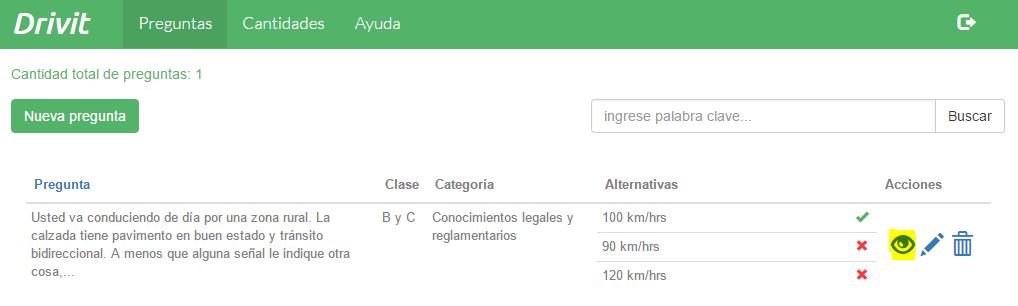 Drivit Preguntas Cantidades Ayuda
Cantidad total de preguntas: 1
Nueva pregunta ingrese palabra clave... Buscar
Pregunta Clase Categoría Alternativas Acciones
Usted va conduciendo de día por una zona rural. La
calzada tiene pavimento en buen estado y tránsito
bidireccional. A menos que alguna señal le indique otra
cosa,...
B y C
Conocimientos legales y
reglamentarios
100 km/hrs
90 km/hrs
120 km/hrs